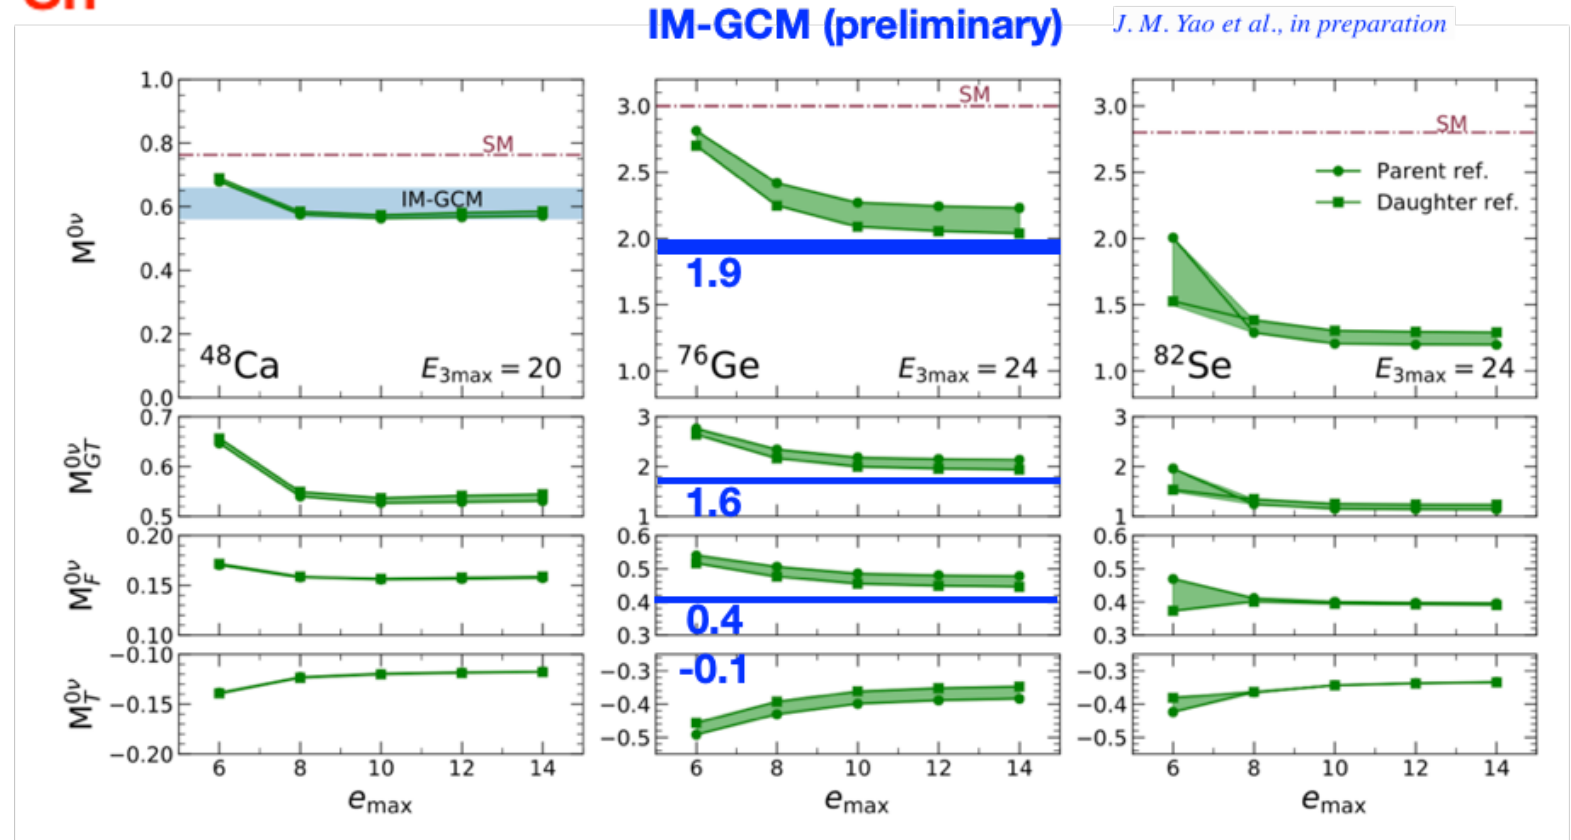 IM-GCM (preliminary) J. M. Yao et al., in preparation
1.0 0.8 0.6 0.4 0.2 0.0
M⁰ᵛ
SM
IM-GCM
⁴⁸Ca E₃ₘₐₓ = 20
3.0 2.5 2.0 1.5 1.0
SM
1.9
⁷⁶Ge E₃ₘₐₓ = 24
3.0 2.5 2.0 1.5 1.0
SM
Parent ref.
Daughter ref.
⁸²Se E₃ₘₐₓ = 24
M⁰ᵛ_GT
0.7 0.6 0.5
3 2 1
1.6
3 2 1
M⁰ᵛ_F
0.20 0.15 0.10
0.6 0.5 0.4 0.3
0.4
0.6 0.5 0.4 0.3
M⁰ᵛ_T
−0.10 −0.15 −0.20
-0.1
−0.3 −0.4 −0.5
−0.3 −0.4 −0.5
6 8 10 12 14 6 8 10 12 14 6 8 10 12 14
eₘₐₓ eₘₐₓ eₘₐₓ